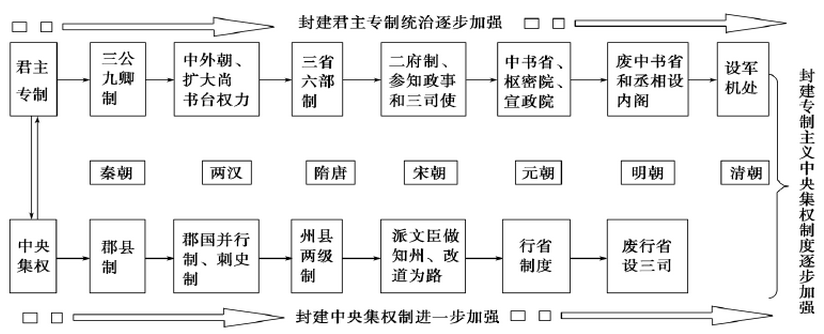 封建君主专制统治逐步加强
君主
专制
三公
九卿
制
中外朝、
扩大尚
书台权力
三省
六部
制
二府制、
参知政事
和三司使
中书省、
枢密院、
宣政院
废中书省
和丞相设
内阁
设军
机处
秦朝
两汉
隋唐
宋朝
元朝
明朝
清朝
中央
集权
郡县
制
郡国并行
制、刺史
制
州县
两级
制
派文臣做
知州、改
道为路
行省
制度
废行省
设三司
封建中央集权制进一步加强
封建专制主义中央集权制度逐步加强